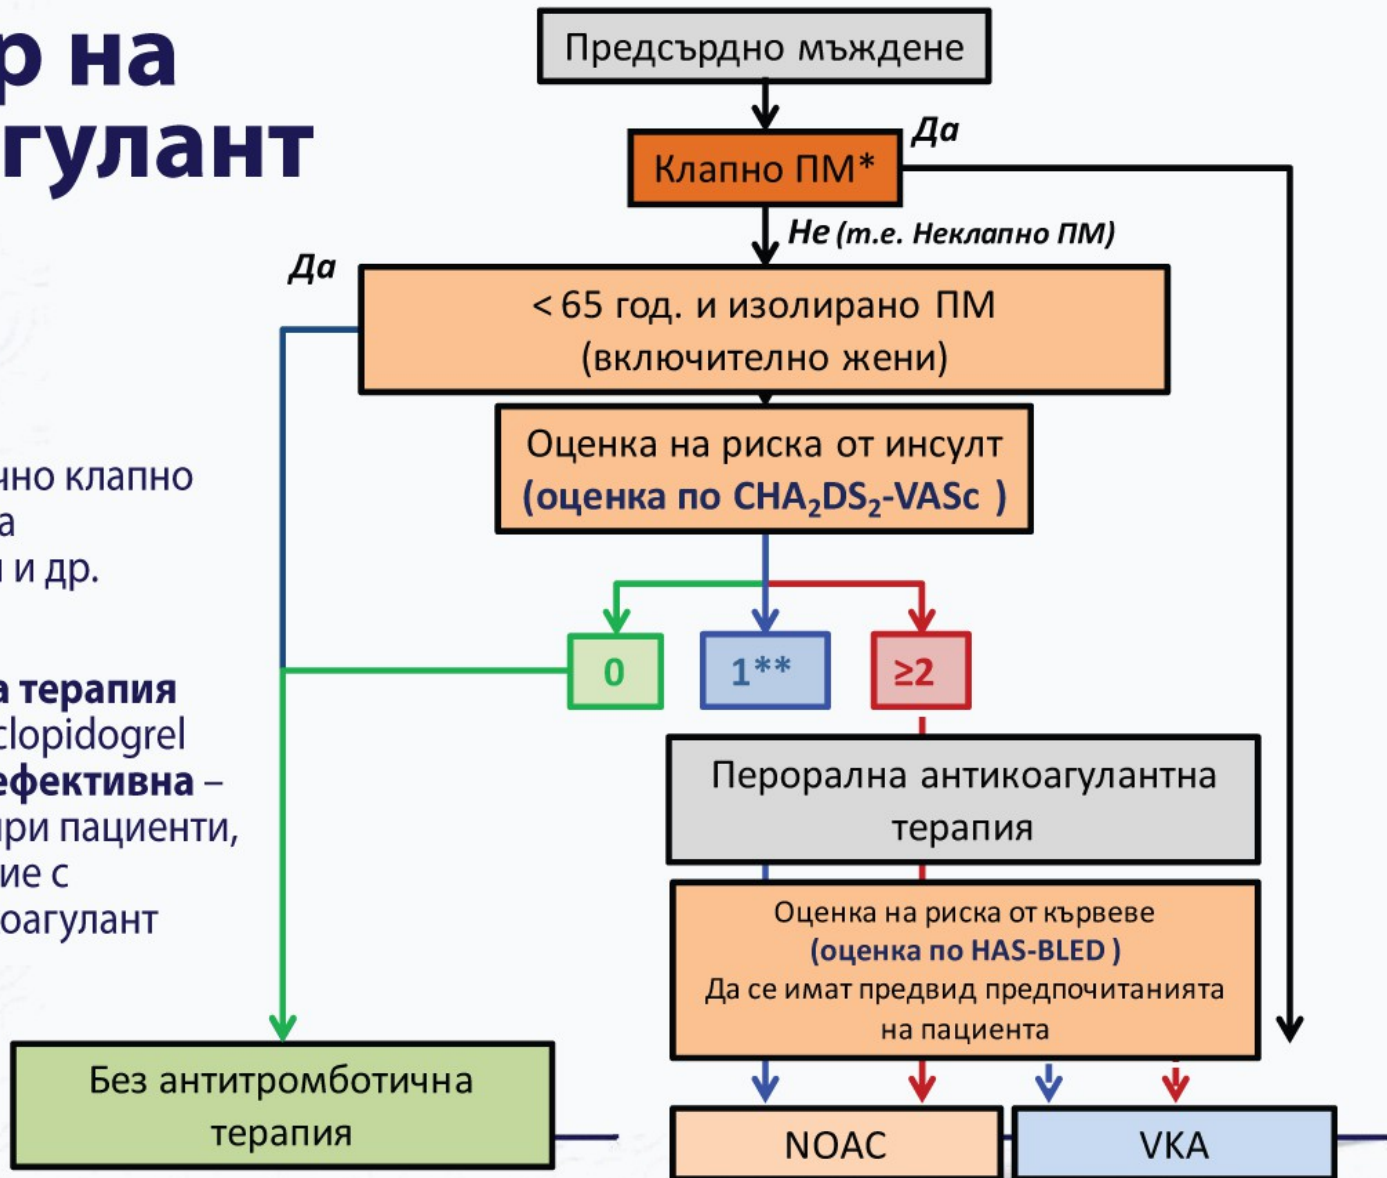 р на
гулант
Предсърдно мъждене
Да
Клапно ПМ*
Не (т.е. Неклапно ПМ)
Да
< 65 год. и изолирано ПМ
(включително жени)
Оценка на риска от инсулт
(оценка по CHA₂DS₂-VASc )
чно клапно
а
и др.
0
1**
≥2
а терапия
clopidogrel
ефективна –
при пациенти,
ие с
оагулант
Перорална антикоагулантна
терапия
Оценка на риска от кървеве
(оценка по HAS-BLED )
Да се имат предвид предпочитанията
на пациента
Без антитромботична
терапия
NOAC
VKA